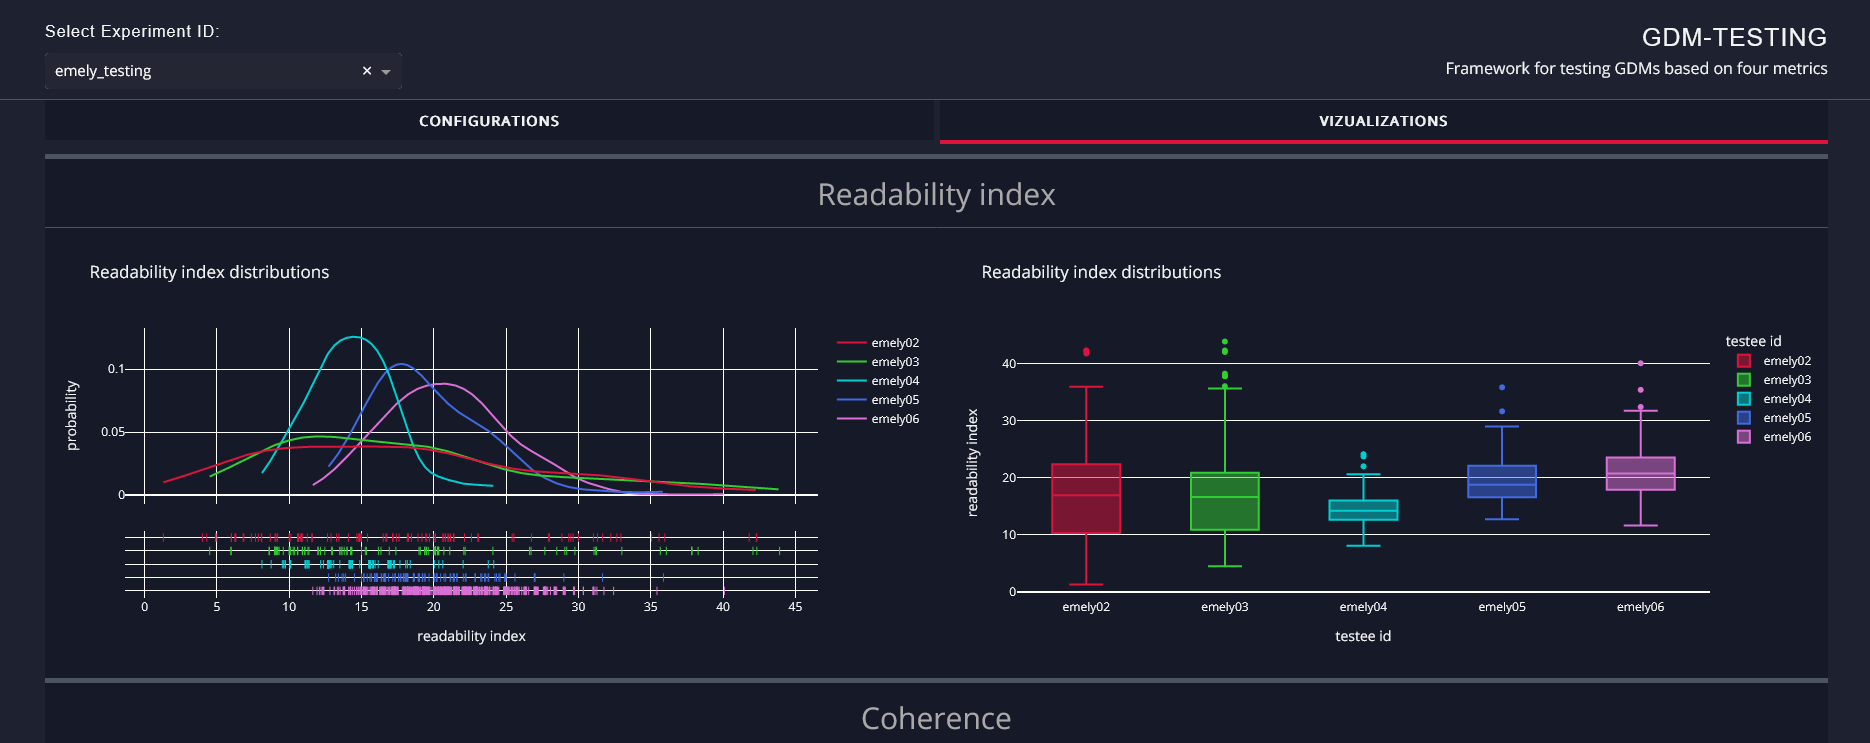 Select Experiment ID:
emely_testing
GDM-TESTING
Framework for testing GDMs based on four metrics
CONFIGURATIONS
VIZUALIZATIONS
Readability index
Readability index distributions
probability
0.1
0.05
0
0 5 10 15 20 25 30 35 40 45
readability index
emely02
emely03
emely04
emely05
emely06
Readability index distributions
readability index
40
30
20
10
0
emely02 emely03 emely04 emely05 emely06
testee id
testee id
emely02
emely03
emely04
emely05
emely06
Coherence